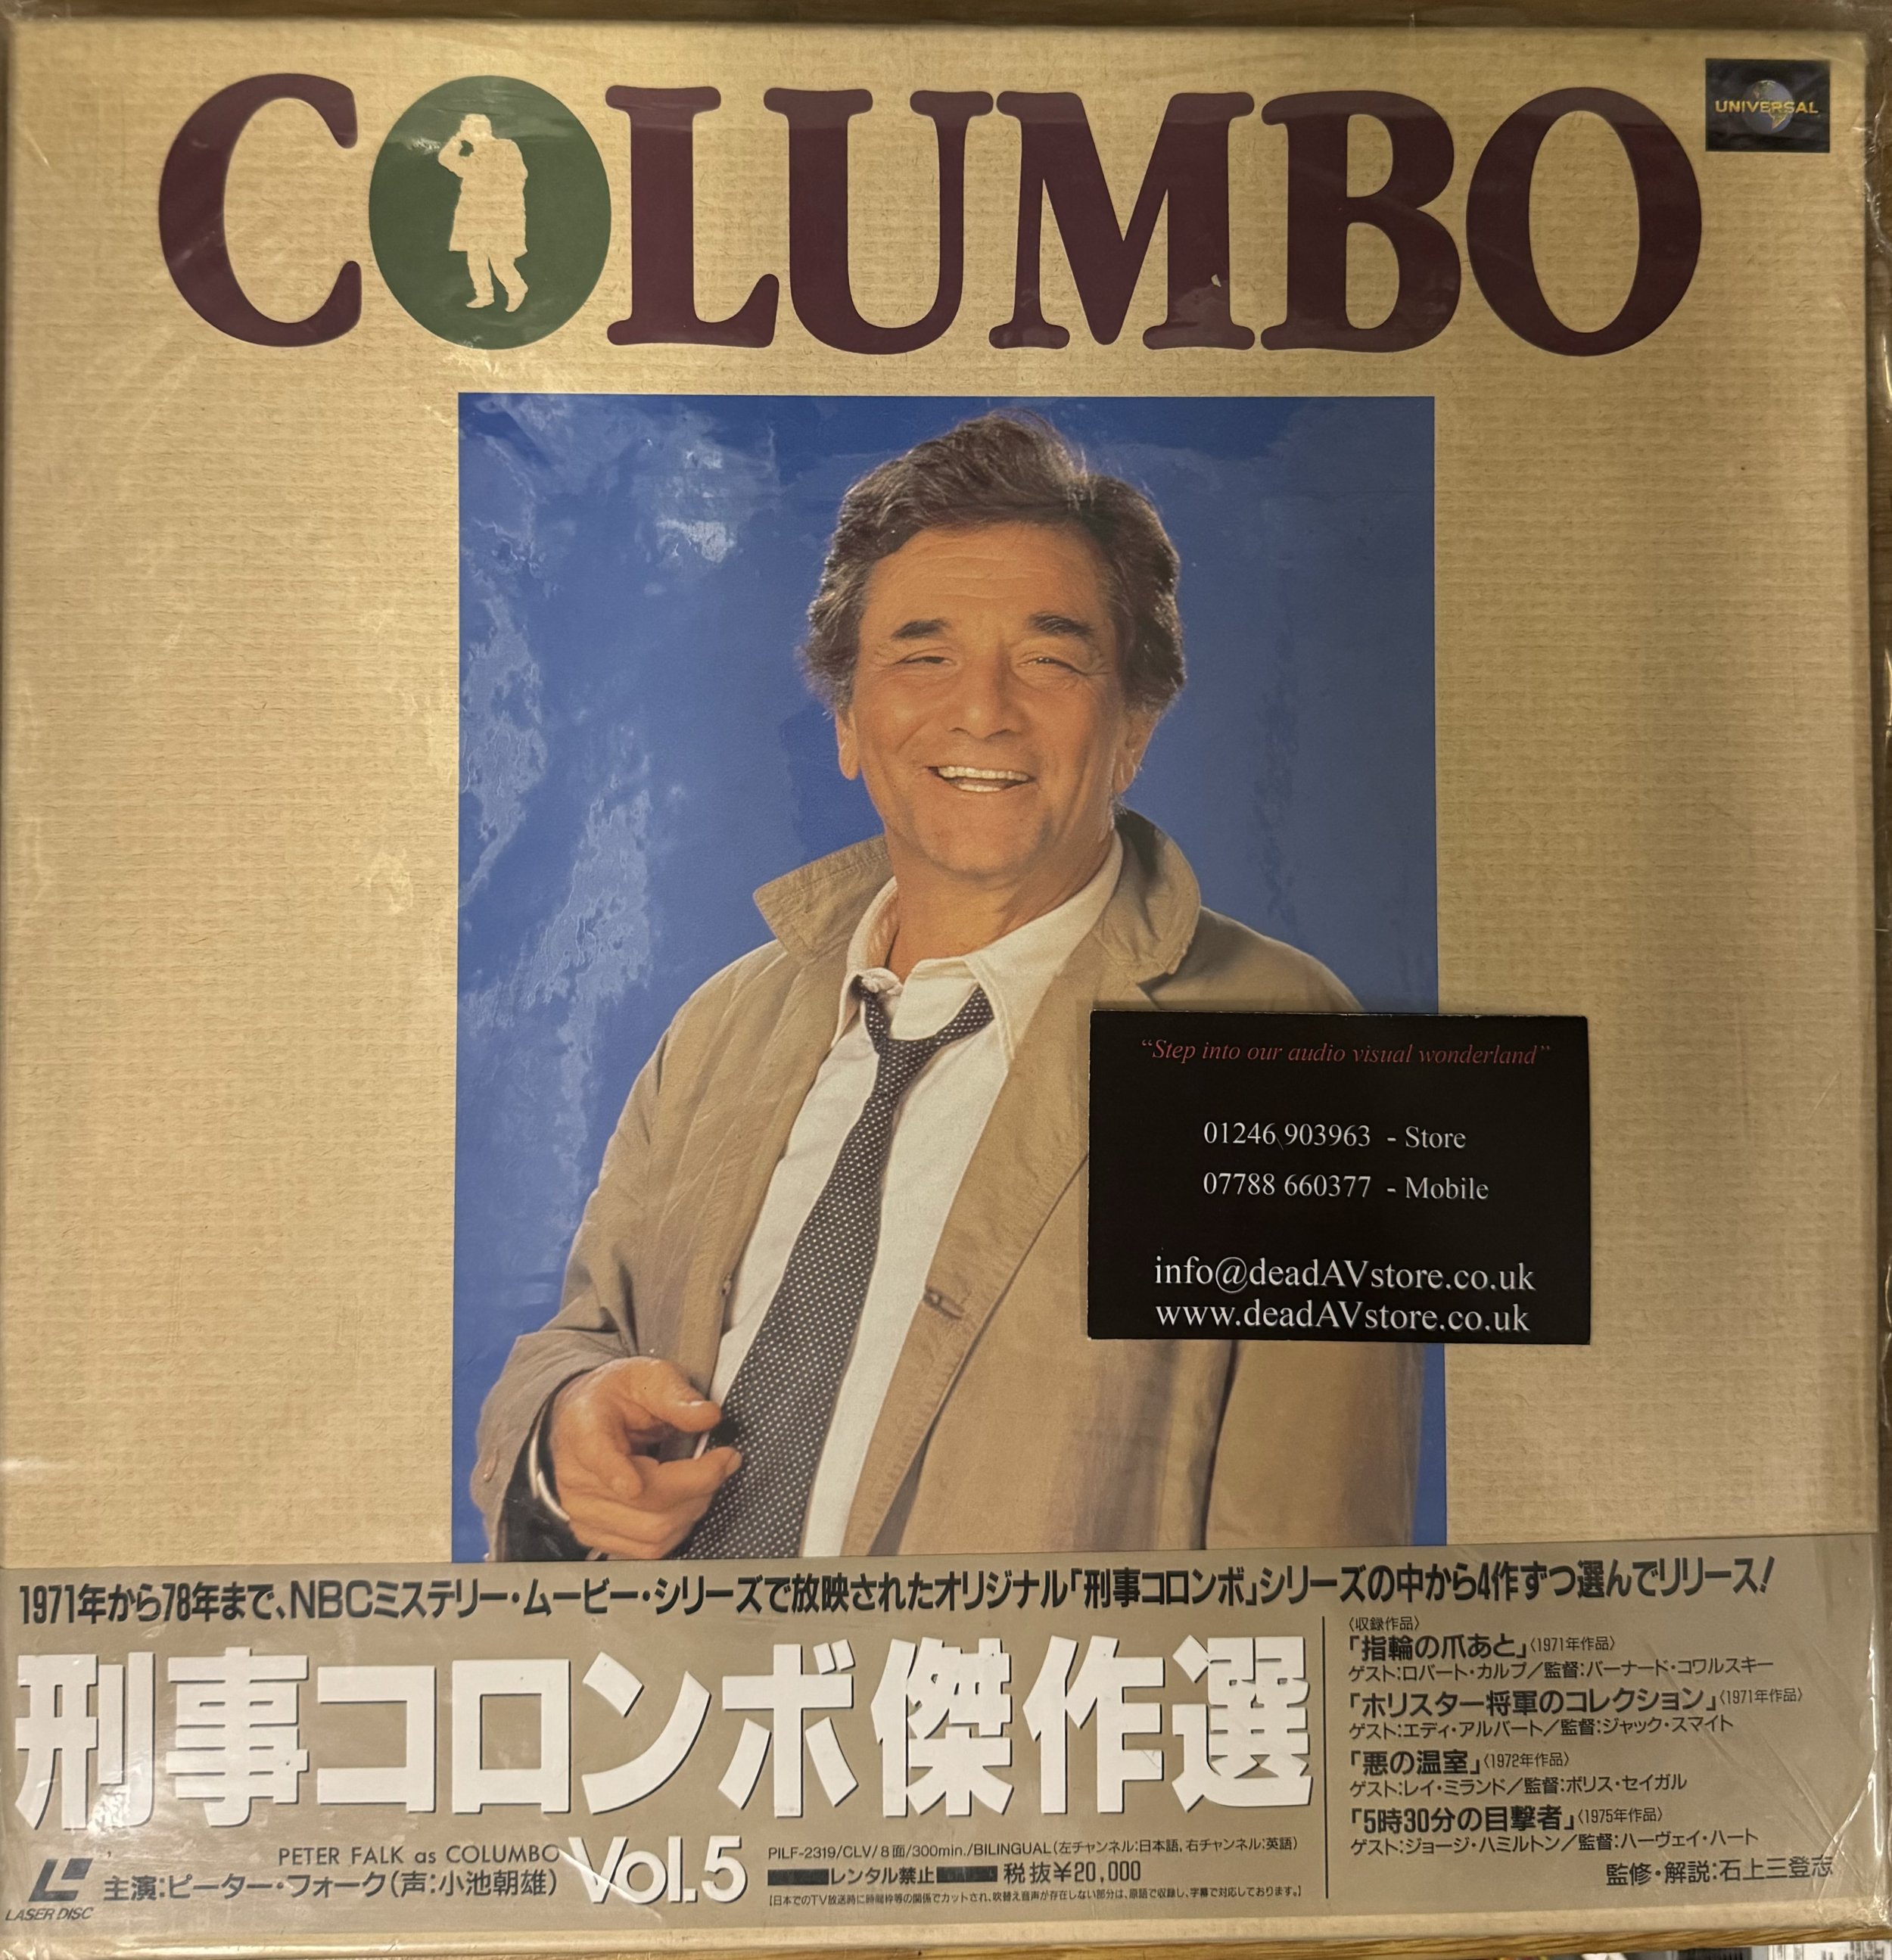 COLUMBO
UNIVERSAL
“Step into our audio visual wonderland”
01246 903963 - Store
07788 660377 - Mobile
info@deadAVstore.co.uk
www.deadAVstore.co.uk
1971年から78年まで、NBCミステリー・ムービー・シリーズで放映されたオリジナル「刑事コロンボ」シリーズの中から4作ずつ選んでリリース!
刑事コロンボ傑作選
Vol.5
PETER FALK as COLUMBO
主演:ピーター・フォーク(声:小池朝雄)
LASER DISC
PILF-2319/CLV/8面/300min./BILINGUAL(左チャンネル:日本語, 右チャンネル:英語)
レンタル禁止 税抜¥20,000
【日本でのTV放送時に時間枠等の関係でカットされ、吹替え音声が存在しない部分は、原語で収録し、字幕で対応しております。】
〈収録作品〉
「指輪の爪あと」〈1971年作品〉
ゲスト:ロバート・カルプ/監督:バーナード・コワルスキー
「ホリスター将軍のコレクション」〈1971年作品〉
ゲスト:エディ・アルバート/監督:ジャック・スマイト
「悪の温室」〈1972年作品〉
ゲスト:レイ・ミランド/監督:ボリス・セイガル
「5時30分の目撃者」〈1975年作品〉
ゲスト:ジョージ・ハミルトン/監督:ハーヴェイ・ハート
監修・解説:石上三登志